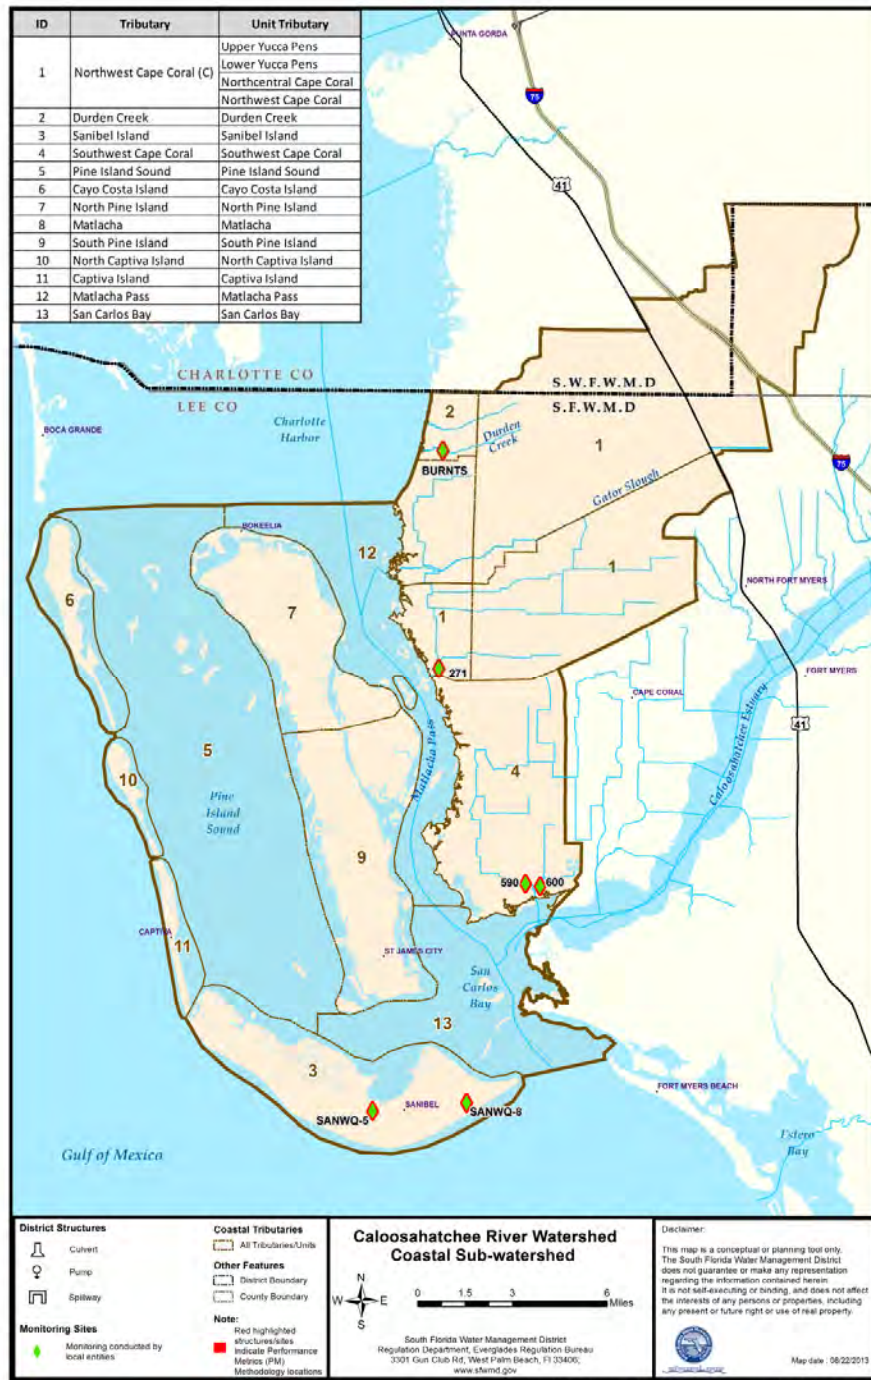 ID Tributary Unit Tributary
1 Northwest Cape Coral (C) Upper Yucca Pens
Lower Yucca Pens
Northcentral Cape Coral
Northwest Cape Coral
2 Durden Creek Durden Creek
3 Sanibel Island Sanibel Island
4 Southwest Cape Coral Southwest Cape Coral
5 Pine Island Sound Pine Island Sound
6 Cayo Costa Island Cayo Costa Island
7 North Pine Island North Pine Island
8 Matlacha Matlacha
9 South Pine Island South Pine Island
10 North Captiva Island North Captiva Island
11 Captiva Island Captiva Island
12 Matlacha Pass Matlacha Pass
13 San Carlos Bay San Carlos Bay
PUNTA GORDA
75
41
CHARLOTTE CO
LEE CO
S.W.F.W.M.D
S.F.W.M.D
BOCA GRANDE
Charlotte
Harbor
2
Durden
Creek
BURNTS
1
Gator Slough
75
BOKEELIA
12
6
7
1
1
NORTH FORT MYERS
271
FORT MYERS
CAPE CORAL
Matlacha Pass
Caloosahatchee Estuary
41
5
10
4
Pine
Island
Sound
9
590
600
CAPTIVA
11
ST JAMES CITY
San
Carlos
Bay
13
3
SANWQ-5
SANIBEL
SANWQ-8
FORT MYERS BEACH
Estero
Bay
Gulf of Mexico
District Structures
Culvert
Pump
Spillway
Monitoring Sites
Monitoring conducted by
local entities
Coastal Tributaries
All Tributaries/Units
Other Features
District Boundary
County Boundary
Note:
Red highlighted
structures/sites
Indicate Performance
Metrics (PM)
Methodology locations
Caloosahatchee River Watershed
Coastal Sub-watershed
N
W E
S
0 1.5 3 6
Miles
South Florida Water Management District
Regulation Department, Everglades Regulation Bureau
3301 Gun Club Rd, West Palm Beach, Fl 33406;
www.sfwmd.gov
Disclaimer:
This map is a conceptual or planning tool only.
The South Florida Water Management District
does not guarantee or make any representation
regarding the information contained herein.
It is not self-executing or binding, and does not affect
the interests of any persons or properties, including
any present or future right or use of real property.
Map date : 08/22/2013